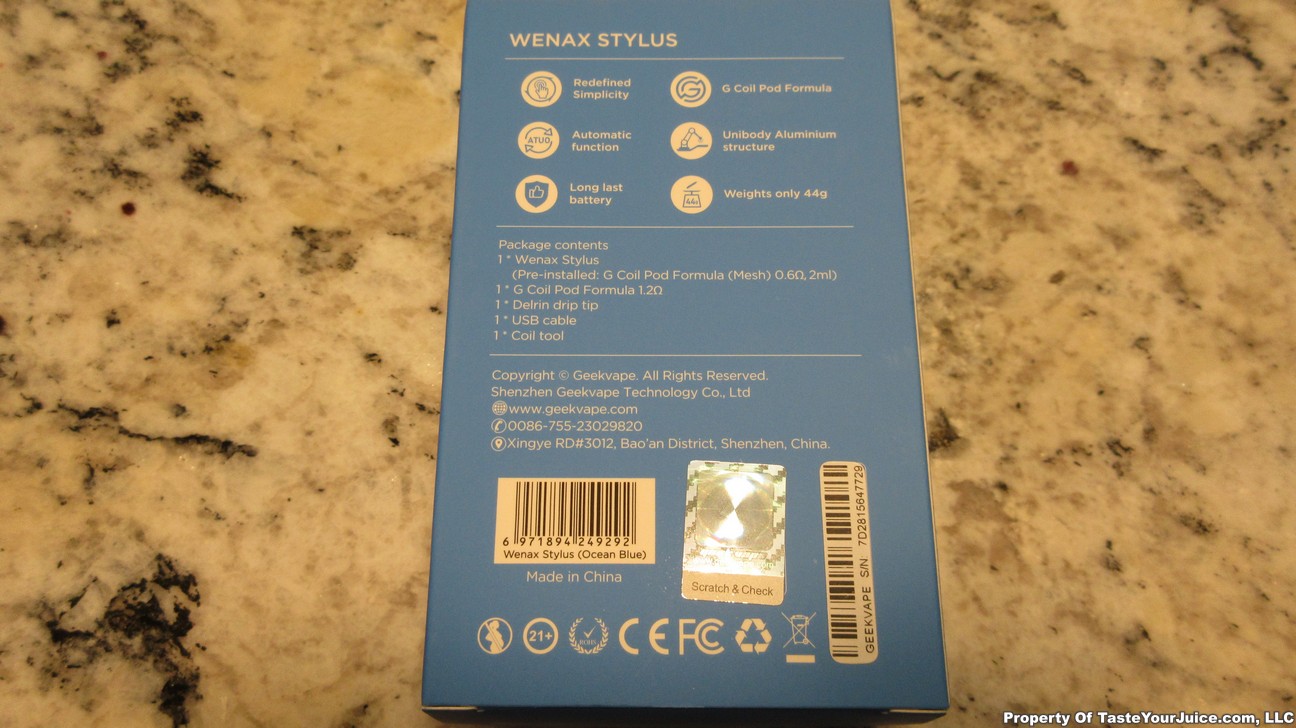 WENAX STYLUS
Redefined
Simplicity
G Coil Pod Formula
ATUO
Automatic
function
Unibody Aluminium
structure
Long last
battery
44g
Weights only 44g
Package contents
1 * Wenax Stylus
(Pre-installed: G Coil Pod Formula (Mesh) 0.6Ω, 2ml)
1 * G Coil Pod Formula 1.2Ω
1 * Delrin drip tip
1 * USB cable
1 * Coil tool
Copyright © Geekvape. All Rights Reserved.
Shenzhen Geekvape Technology Co., Ltd
www.geekvape.com
0086-755-23029820
Xingye RD#3012, Bao'an District, Shenzhen, China.
6 971894 249292
Wenax Stylus (Ocean Blue)
Made in China
Scratch & Check
GEEKVAPE S/N 7D2815647729
21+
ROHS
CE FC
Property Of TasteYourJuice.com, LLC